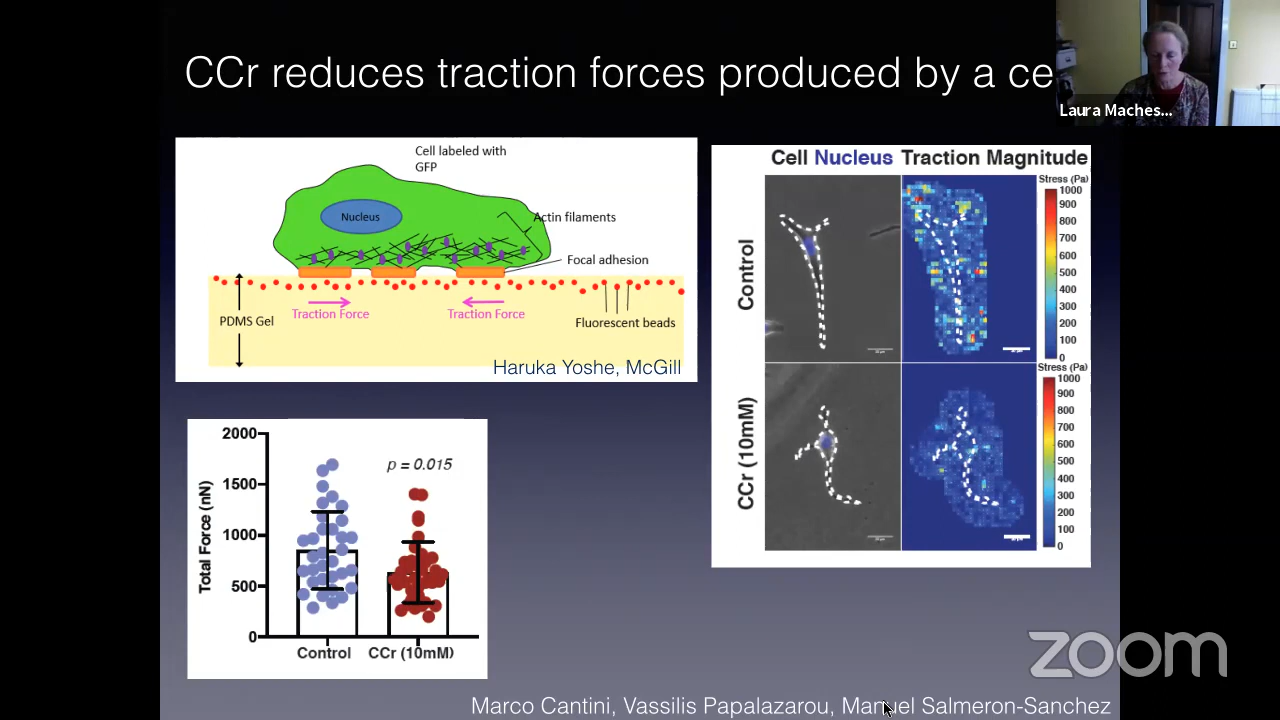 CCr reduces traction forces produced by a ce
Laura Maches...
Cell labeled with
GFP
Nucleus
Actin filaments
Focal adhesion
PDMS Gel
Traction Force
Traction Force
Fluorescent beads
Haruka Yoshe, McGill
Cell Nucleus Traction Magnitude
Control
Stress (Pa)
1000
900
800
700
600
500
400
300
200
100
0
CCr (10mM)
Stress (Pa)
1000
900
800
700
600
500
400
300
200
100
0
Total Force (nN)
2000
1500
1000
500
0
p = 0.015
Control
CCr (10mM)
zoom
Marco Cantini, Vassilis Papalazarou, Manuel Salmeron-Sanchez